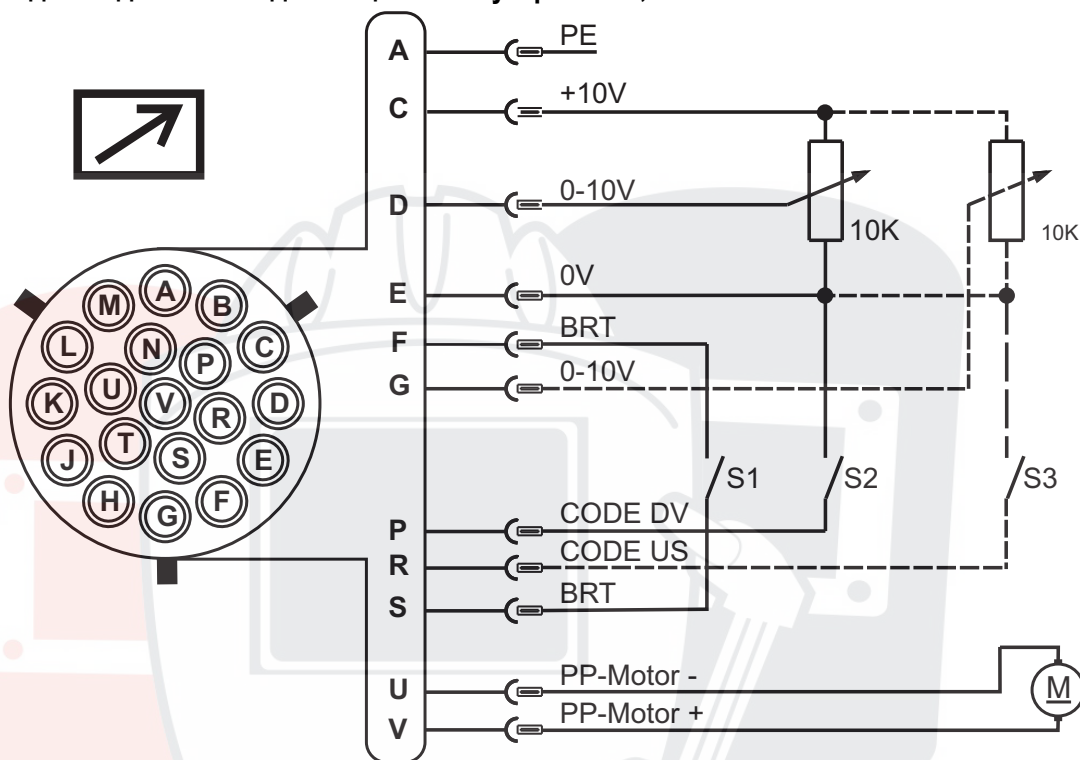 A PE
C +10V
D 0-10V
10K
10K
E 0V
F BRT
G 0-10V
M A B
L N P C
K U V R D
J T S E
H G F
S1 S2 S3
P CODE DV
R CODE US
S BRT
U PP-Motor -
V PP-Motor +
M